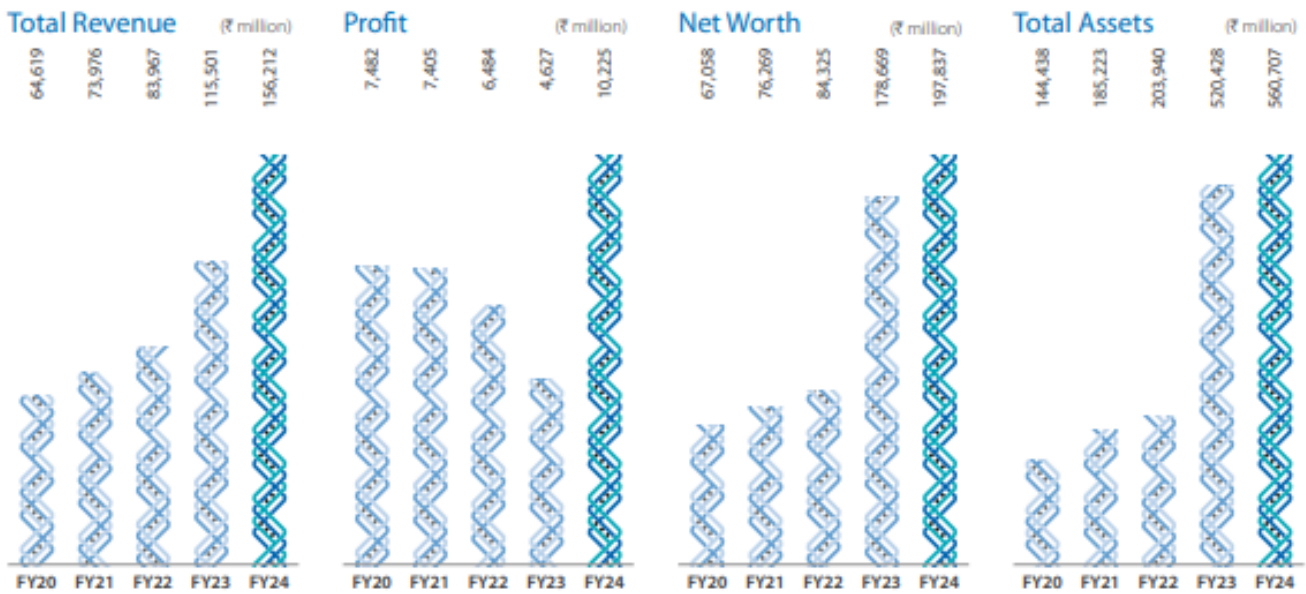 Total Revenue (₹ million)
64,619 73,976 83,967 115,501 156,212
FY20 FY21 FY22 FY23 FY24
Profit (₹ million)
7,482 7,405 6,484 4,627 10,225
FY20 FY21 FY22 FY23 FY24
Net Worth (₹ million)
67,058 76,269 84,325 178,669 197,837
FY20 FY21 FY22 FY23 FY24
Total Assets (₹ million)
144,438 185,223 203,940 520,428 560,707
FY20 FY21 FY22 FY23 FY24